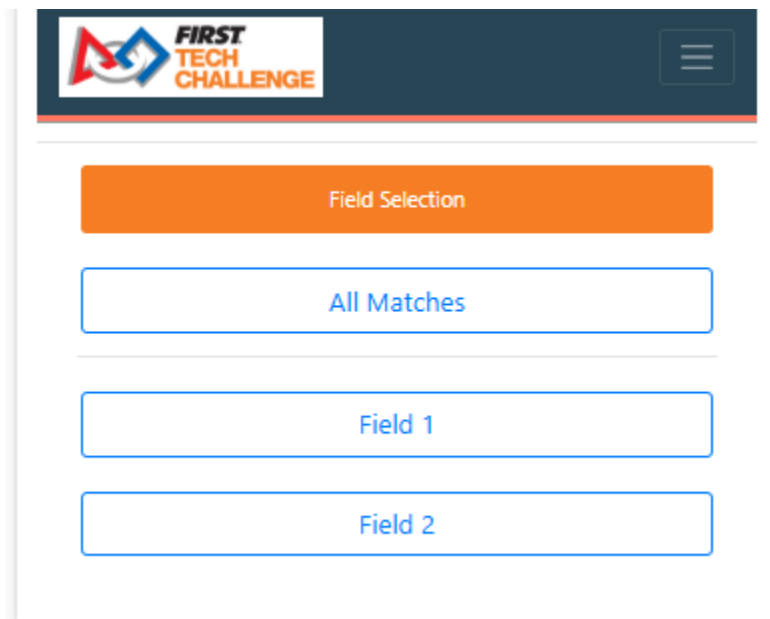 FIRST
TECH
CHALLENGE
Field Selection
All Matches
Field 1
Field 2